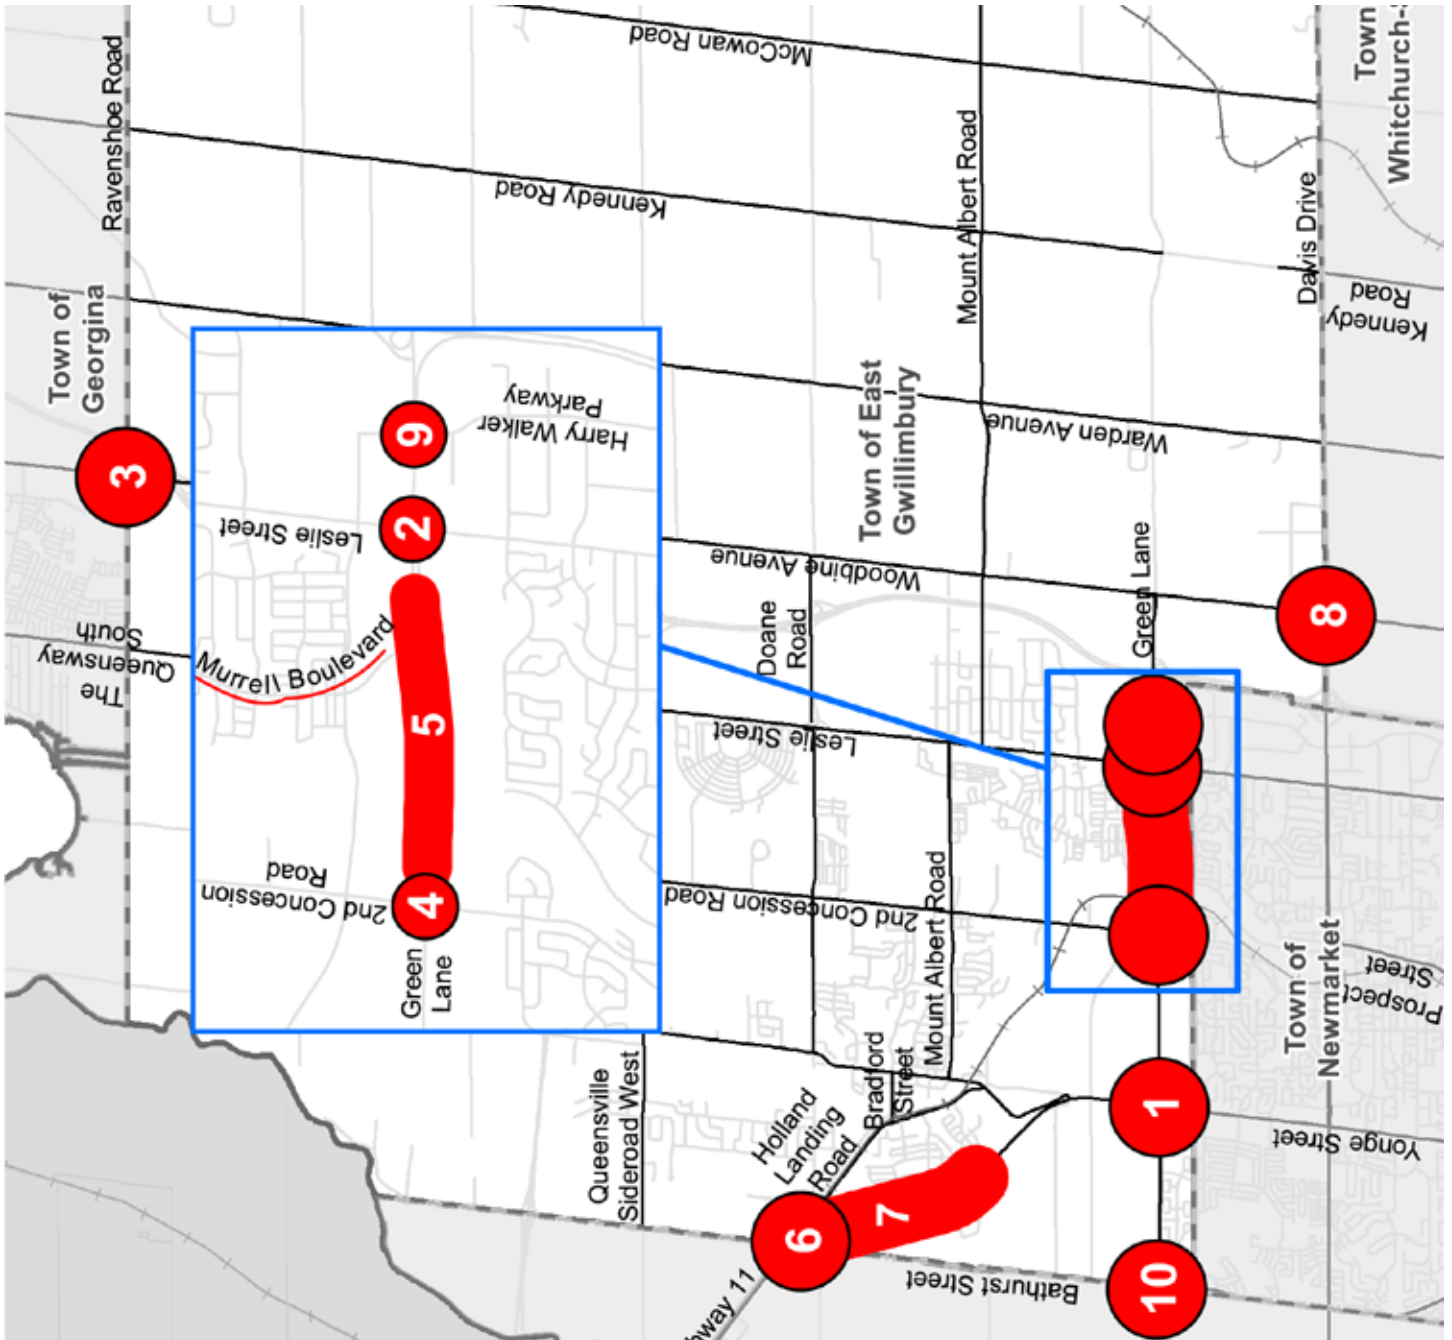 McCowan Road
Town
Whitchurch-
Ravenshoe Road
Kennedy Road
Mount Albert Road
Davis Drive
Kennedy
Road
Town of
Georgina
3
Harry Walker
Parkway
9
2
Leslie Street
Murrell Boulevard
5
2nd Concession
Road
4
Green
Lane
The
Queensway
South
Town of East
Gwillimbury
Warden Avenue
Woodbine Avenue
Green Lane
8
Doane
Road
Leslie Street
2nd Concession Road
Mount Albert Road
Town of
Newmarket
Prospect
Street
Queensville
Sideroad West
Holland
Landing
Road
Bradford
Street
1
Yonge Street
6
7
Bathurst Street
10
hway 11